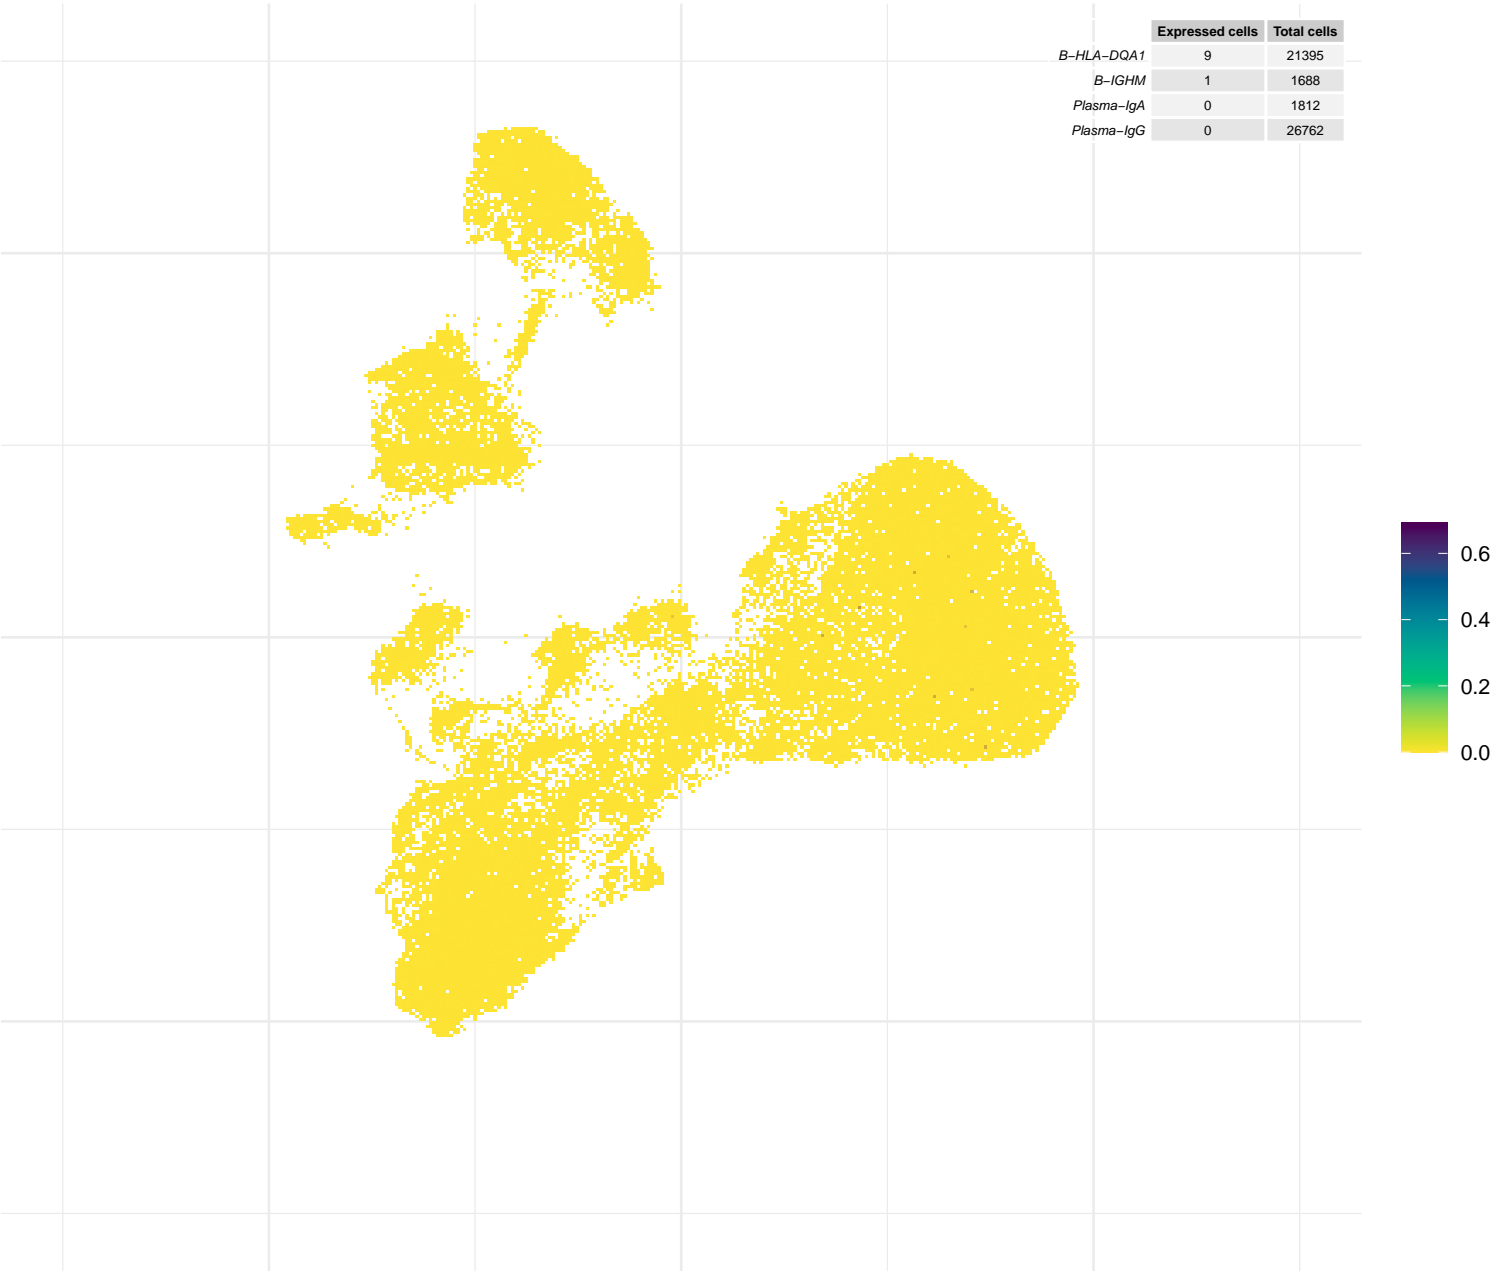 Expressed cells Total cells
B−HLA−DQA1 9 21395
B−IGHM 1 1688
Plasma−IgA 0 1812
Plasma−IgG 0 26762
0.6
0.4
0.2
0.0